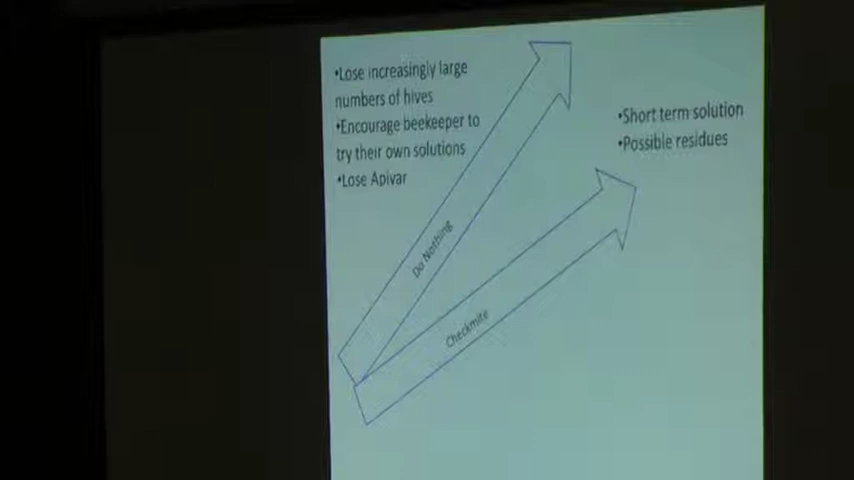 •Lose increasingly large
numbers of hives
•Encourage beekeeper to
try their own solutions
•Lose Apivar
•Short term solution
•Possible residues
Do Nothing
Checkmite